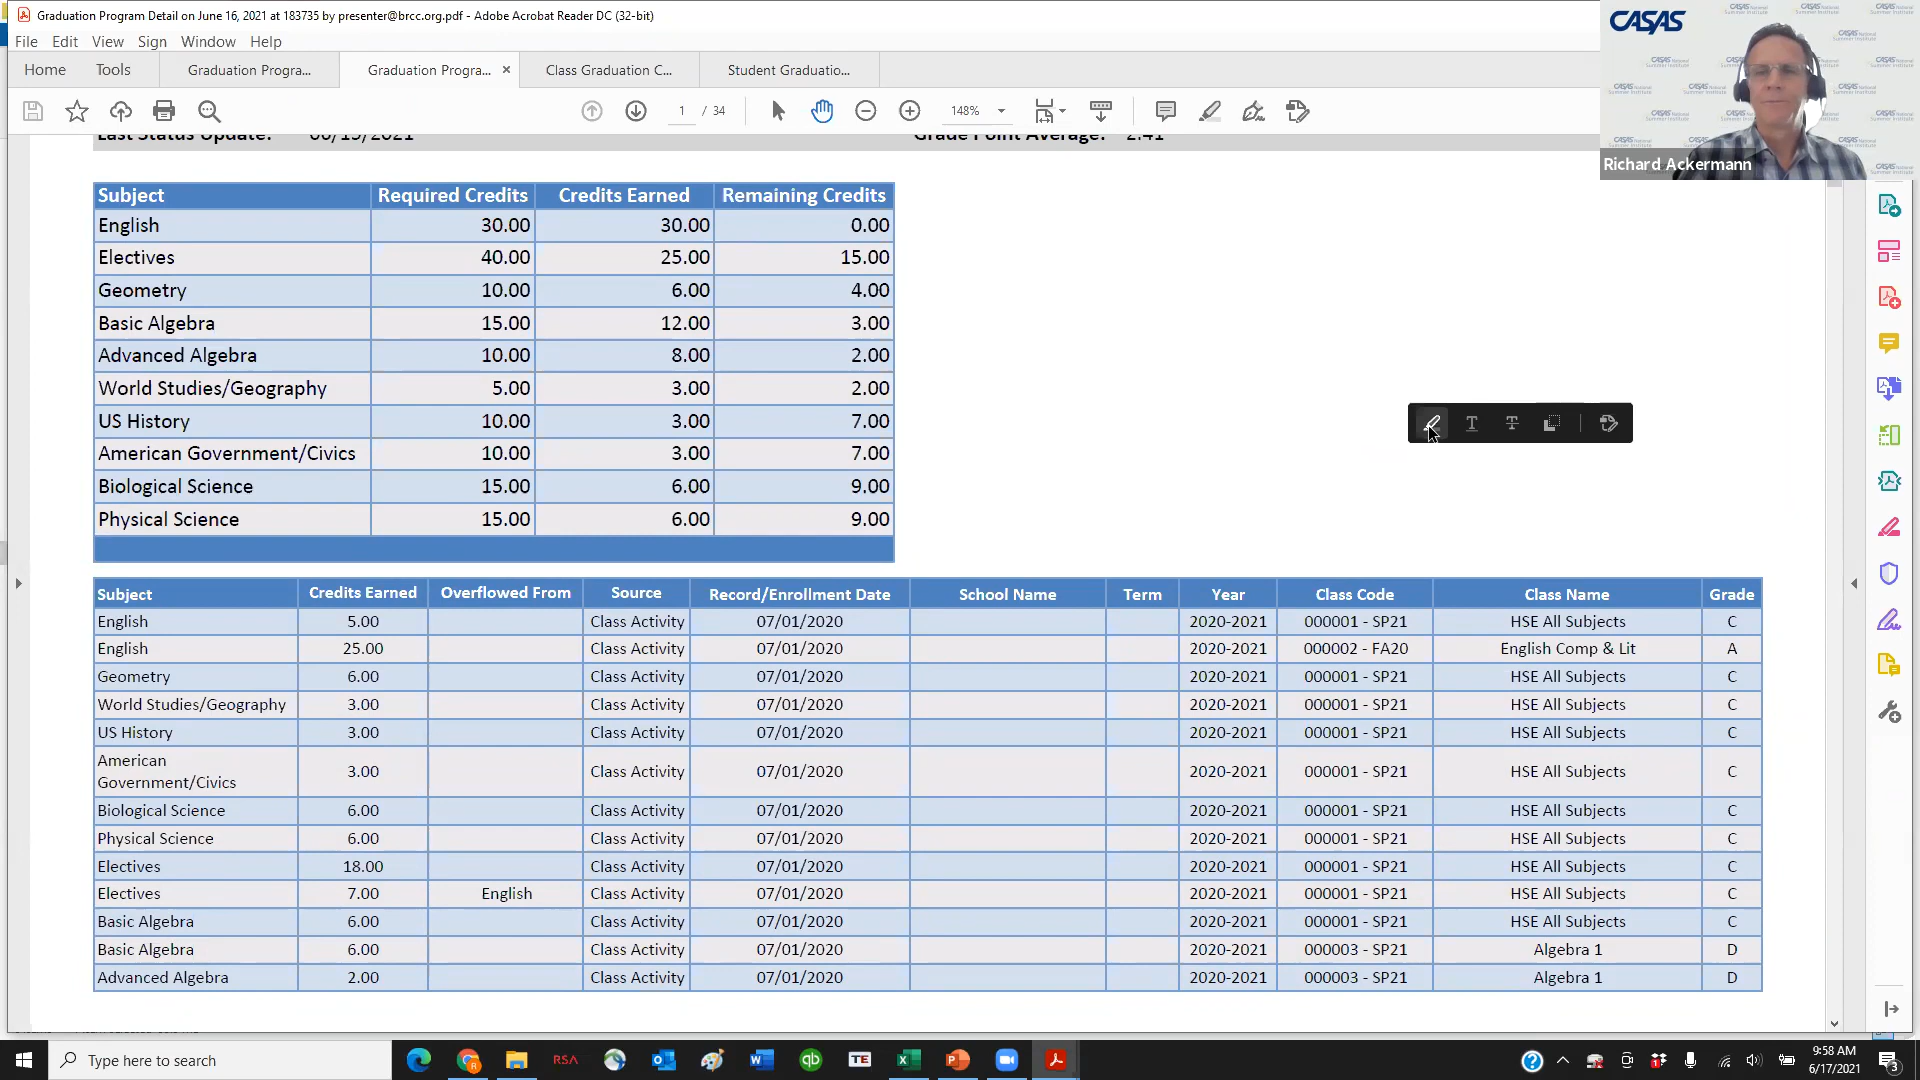 Graduation Program Detail on June 16, 2021 at 183735 by presenter@brcc.org.pdf - Adobe Acrobat Reader DC (32-bit)
File Edit View Sign Window Help
Home Tools Graduation Progra... Graduation Progra... × Class Graduation C... Student Graduatio...
1 / 34 148%
CASAS
Richard Ackermann
Last Status Update: 06/15/2021 Grade Point Average: 2.41
Subject Required Credits Credits Earned Remaining Credits
English 30.00 30.00 0.00
Electives 40.00 25.00 15.00
Geometry 10.00 6.00 4.00
Basic Algebra 15.00 12.00 3.00
Advanced Algebra 10.00 8.00 2.00
World Studies/Geography 5.00 3.00 2.00
US History 10.00 3.00 7.00
American Government/Civics 10.00 3.00 7.00
Biological Science 15.00 6.00 9.00
Physical Science 15.00 6.00 9.00
Subject Credits Earned Overflowed From Source Record/Enrollment Date School Name Term Year Class Code Class Name Grade
English 5.00 Class Activity 07/01/2020 2020-2021 000001 - SP21 HSE All Subjects C
English 25.00 Class Activity 07/01/2020 2020-2021 000002 - FA20 English Comp & Lit A
Geometry 6.00 Class Activity 07/01/2020 2020-2021 000001 - SP21 HSE All Subjects C
World Studies/Geography 3.00 Class Activity 07/01/2020 2020-2021 000001 - SP21 HSE All Subjects C
US History 3.00 Class Activity 07/01/2020 2020-2021 000001 - SP21 HSE All Subjects C
American
Government/Civics 3.00 Class Activity 07/01/2020 2020-2021 000001 - SP21 HSE All Subjects C
Biological Science 6.00 Class Activity 07/01/2020 2020-2021 000001 - SP21 HSE All Subjects C
Physical Science 6.00 Class Activity 07/01/2020 2020-2021 000001 - SP21 HSE All Subjects C
Electives 18.00 Class Activity 07/01/2020 2020-2021 000001 - SP21 HSE All Subjects C
Electives 7.00 English Class Activity 07/01/2020 2020-2021 000001 - SP21 HSE All Subjects C
Basic Algebra 6.00 Class Activity 07/01/2020 2020-2021 000001 - SP21 HSE All Subjects C
Basic Algebra 6.00 Class Activity 07/01/2020 2020-2021 000003 - SP21 Algebra 1 D
Advanced Algebra 2.00 Class Activity 07/01/2020 2020-2021 000003 - SP21 Algebra 1 D
Type here to search RSA TE 9:58 AM
6/17/2021 3